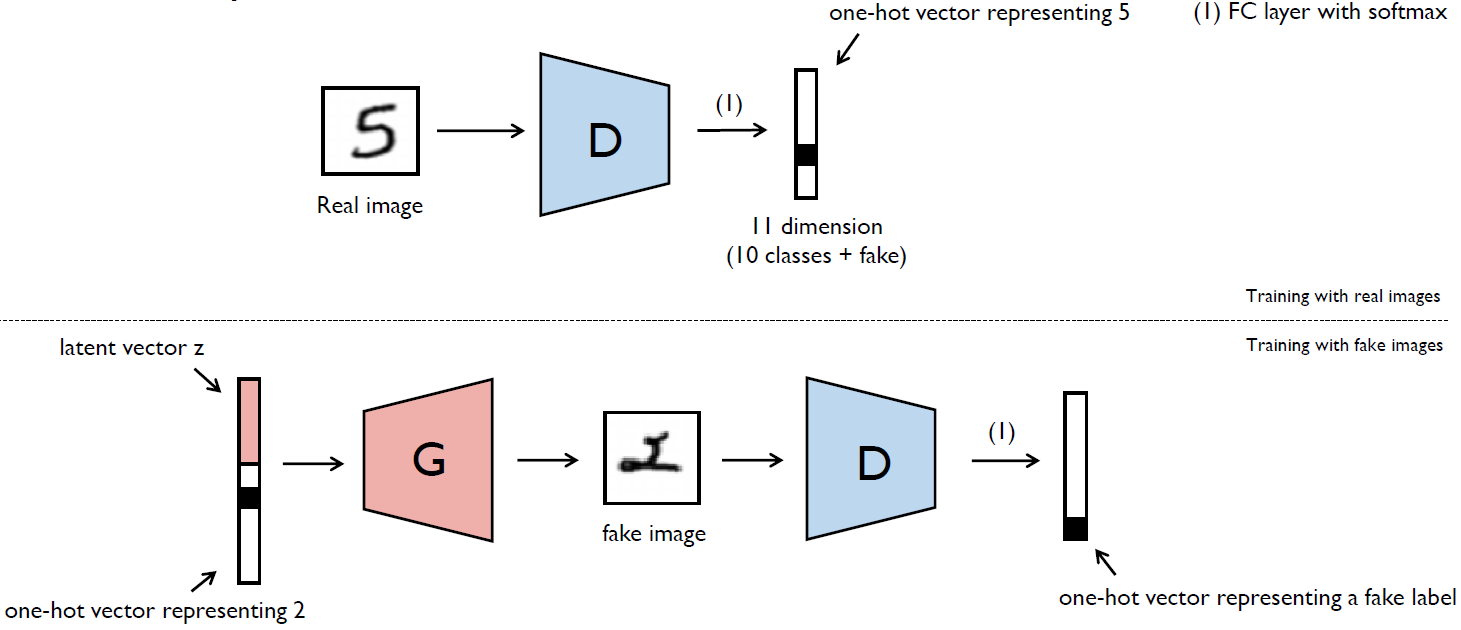 one-hot vector representing 5
(1) FC layer with softmax
(1)
5
D
Real image
11 dimension
(10 classes + fake)
Training with real images
Training with fake images
latent vector z
G
2
D
(1)
fake image
one-hot vector representing 2
one-hot vector representing a fake label